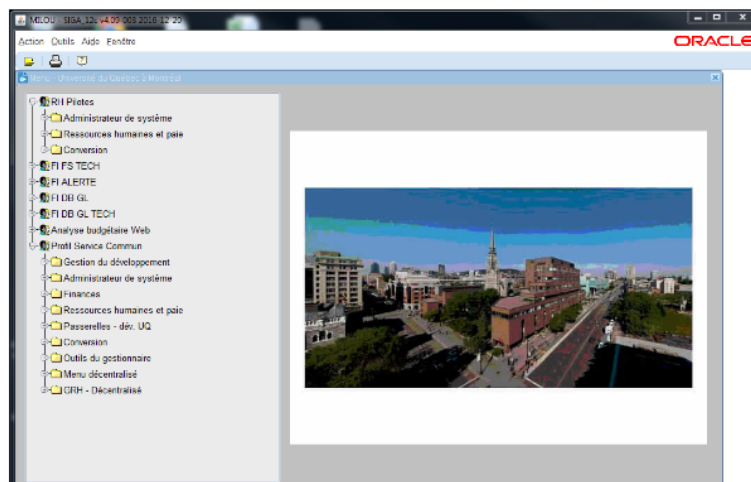 MILOU - SIGA_12c v4.09-003 2016-12-20
Action Outils Aide Fenêtre
ORACLE
Menu - Université du Québec à Montréal
RH Pilotes
Administrateur de système
Ressources humaines et paie
Conversion
FI FS TECH
FI ALERTE
FI DB GL
FI DB GL TECH
Analyse budgétaire Web
Profil Service Commun
Gestion du développement
Administrateur de système
Finances
Ressources humaines et paie
Passerelles - dév. UQ
Conversion
Outils du gestionnaire
Menu décentralisé
GRH - Décentralisé